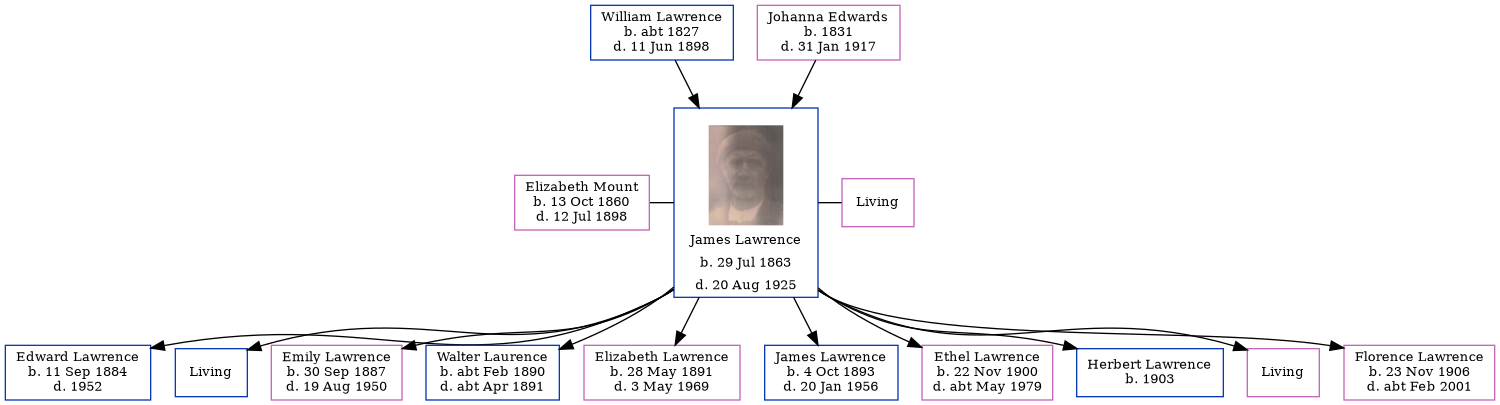 William Lawrence
b. abt 1827
d. 11 Jun 1898
Johanna Edwards
b. 1831
d. 31 Jan 1917
Elizabeth Mount
b. 13 Oct 1860
d. 12 Jul 1898
James Lawrence
b. 29 Jul 1863
d. 20 Aug 1925
Living
Edward Lawrence
b. 11 Sep 1884
d. 1952
Living
Emily Lawrence
b. 30 Sep 1887
d. 19 Aug 1950
Walter Laurence
b. abt Feb 1890
d. abt Apr 1891
Elizabeth Lawrence
b. 28 May 1891
d. 3 May 1969
James Lawrence
b. 4 Oct 1893
d. 20 Jan 1956
Ethel Lawrence
b. 22 Nov 1900
d. abt May 1979
Herbert Lawrence
b. 1903
Living
Florence Lawrence
b. 23 Nov 1906
d. abt Feb 2001